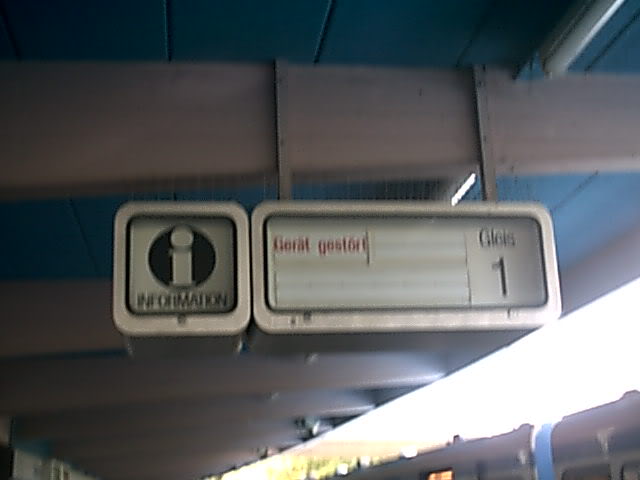 i
INFORMATION
Gerät gestört
Gleis
1